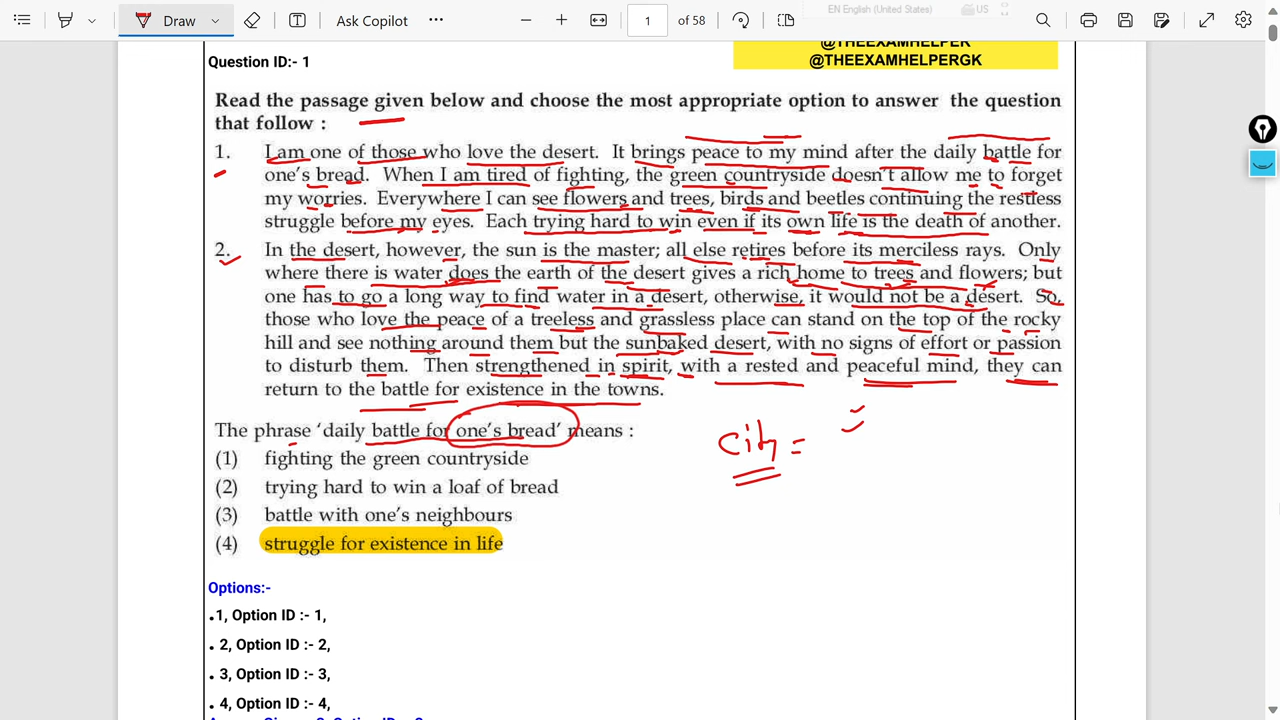 Draw
Ask Copilot
1
of 58
EN English (United States)
US
@THEEXAMHELPER
@THEEXAMHELPERGK
Question ID:- 1
Read the passage given below and choose the most appropriate option to answer the question
that follow :
1. I am one of those who love the desert. It brings peace to my mind after the daily battle for
one's bread. When I am tired of fighting, the green countryside doesn't allow me to forget
my worries. Everywhere I can see flowers and trees, birds and beetles continuing the restless
struggle before my eyes. Each trying hard to win even if its own life is the death of another.
2. In the desert, however, the sun is the master; all else retires before its merciless rays. Only
where there is water does the earth of the desert gives a rich home to trees and flowers; but
one has to go a long way to find water in a desert, otherwise, it would not be a desert. So,
those who love the peace of a treeless and grassless place can stand on the top of the rocky
hill and see nothing around them but the sunbaked desert, with no signs of effort or passion
to disturb them. Then strengthened in spirit, with a rested and peaceful mind, they can
return to the battle for existence in the towns.
The phrase 'daily battle for one's bread' means :
(1) fighting the green countryside
(2) trying hard to win a loaf of bread
(3) battle with one's neighbours
(4) struggle for existence in life
City =
Options:-
.1, Option ID :- 1,
. 2, Option ID :- 2,
. 3, Option ID :- 3,
. 4, Option ID :- 4,